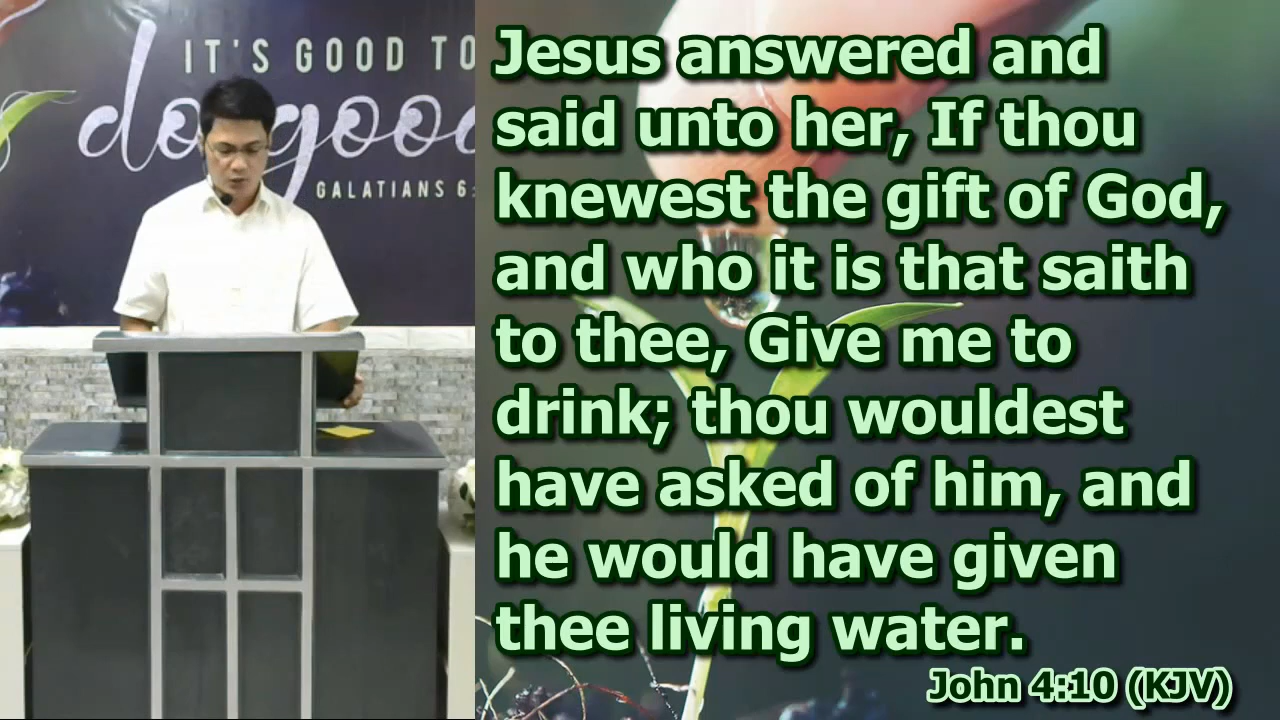 IT'S GOOD TO
do good
GALATIANS 6:
Jesus answered and
said unto her, If thou
knewest the gift of God,
and who it is that saith
to thee, Give me to
drink; thou wouldest
have asked of him, and
he would have given
thee living water.
John 4:10 (KJV)